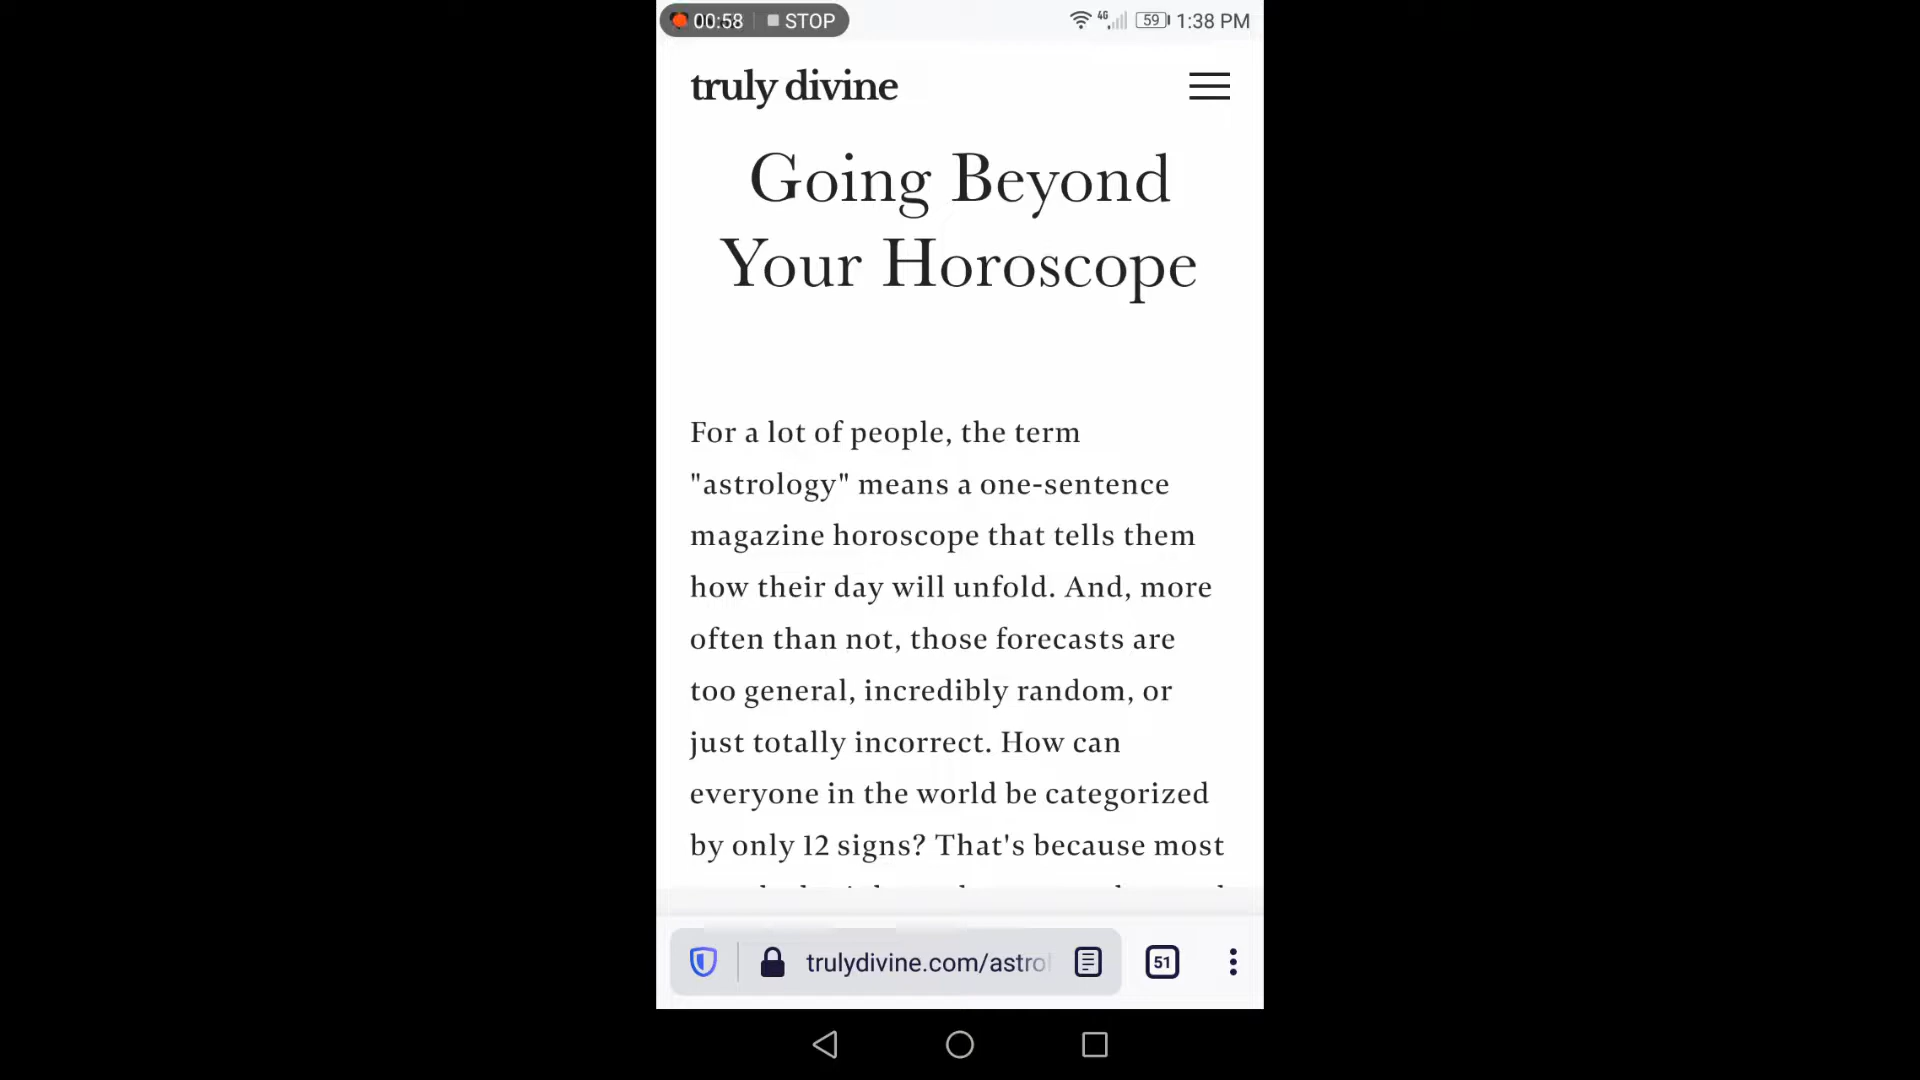 00:58 STOP 4G 59 1:38 PM
truly divine
Going Beyond
Your Horoscope
For a lot of people, the term
"astrology" means a one-sentence
magazine horoscope that tells them
how their day will unfold. And, more
often than not, those forecasts are
too general, incredibly random, or
just totally incorrect. How can
everyone in the world be categorized
by only 12 signs? That's because most
trulydivine.com/astrol 51